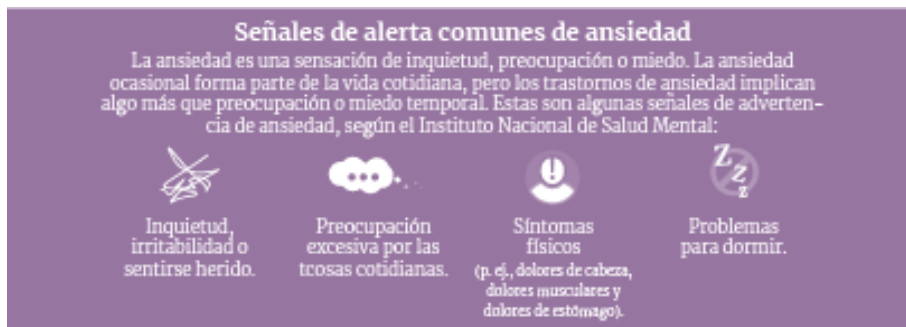 Señales de alerta comunes de ansiedad
La ansiedad es una sensación de inquietud, preocupación o miedo. La ansiedad
ocasional forma parte de la vida cotidiana, pero los trastornos de ansiedad implican
algo más que preocupación o miedo temporal. Estas son algunas señales de adverten-
cia de ansiedad, según el Instituto Nacional de Salud Mental:
Inquietud,
irritabilidad o
sentirse herido.
Preocupación
excesiva por las
tcosas cotidianas.
Síntomas
físicos
(p. ej., dolores de cabeza,
dolores musculares y
dolores de estómago).
Z
Z
Z
Problemas
para dormir.